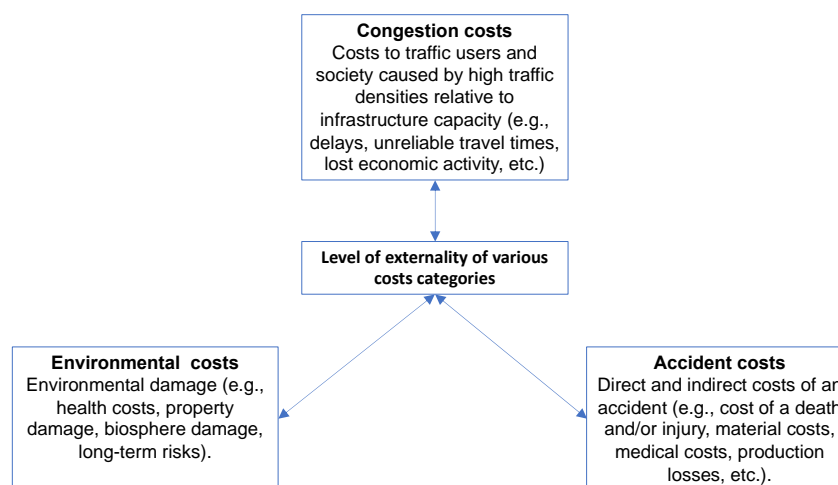 Congestion costs
Costs to traffic users and
society caused by high traffic
densities relative to
infrastructure capacity (e.g.,
delays, unreliable travel times,
lost economic activity, etc.)
Level of externality of various
costs categories
Environmental costs
Environmental damage (e.g.,
health costs, property
damage, biosphere damage,
long-term risks).
Accident costs
Direct and indirect costs of an
accident (e.g., cost of a death
and/or injury, material costs,
medical costs, production
losses, etc.).